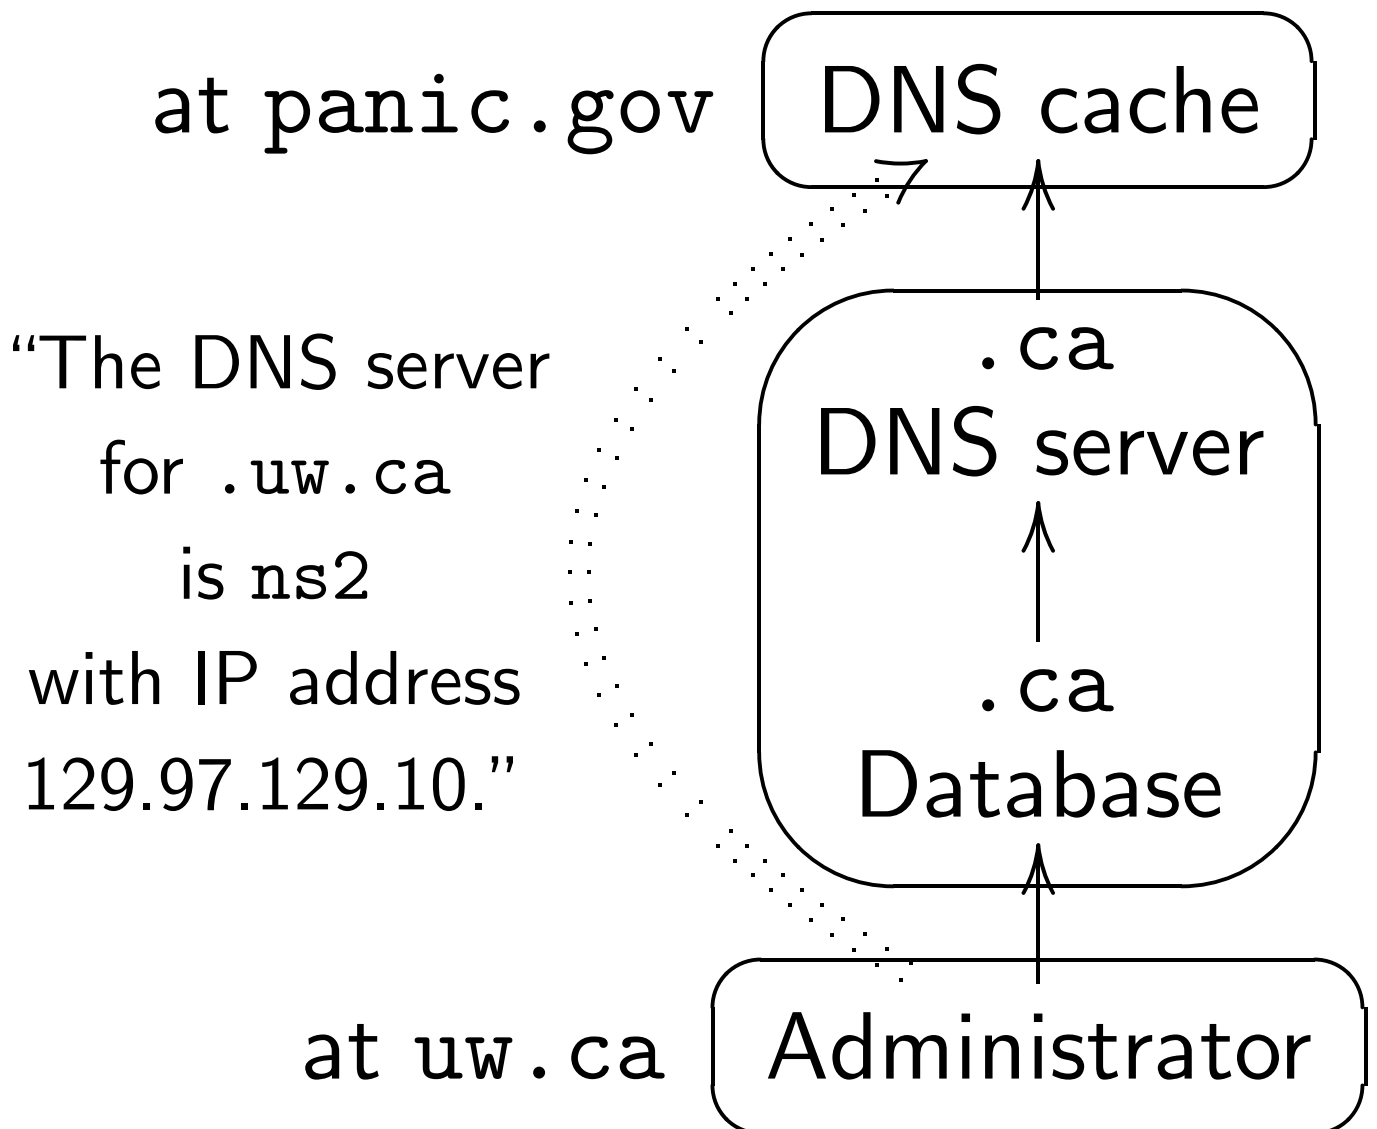 at panic.gov DNS cache
.ca
DNS server
“The DNS server
for .uw.ca
is ns2
with IP address
129.97.129.10.”
.ca
Database
at uw.ca Administrator